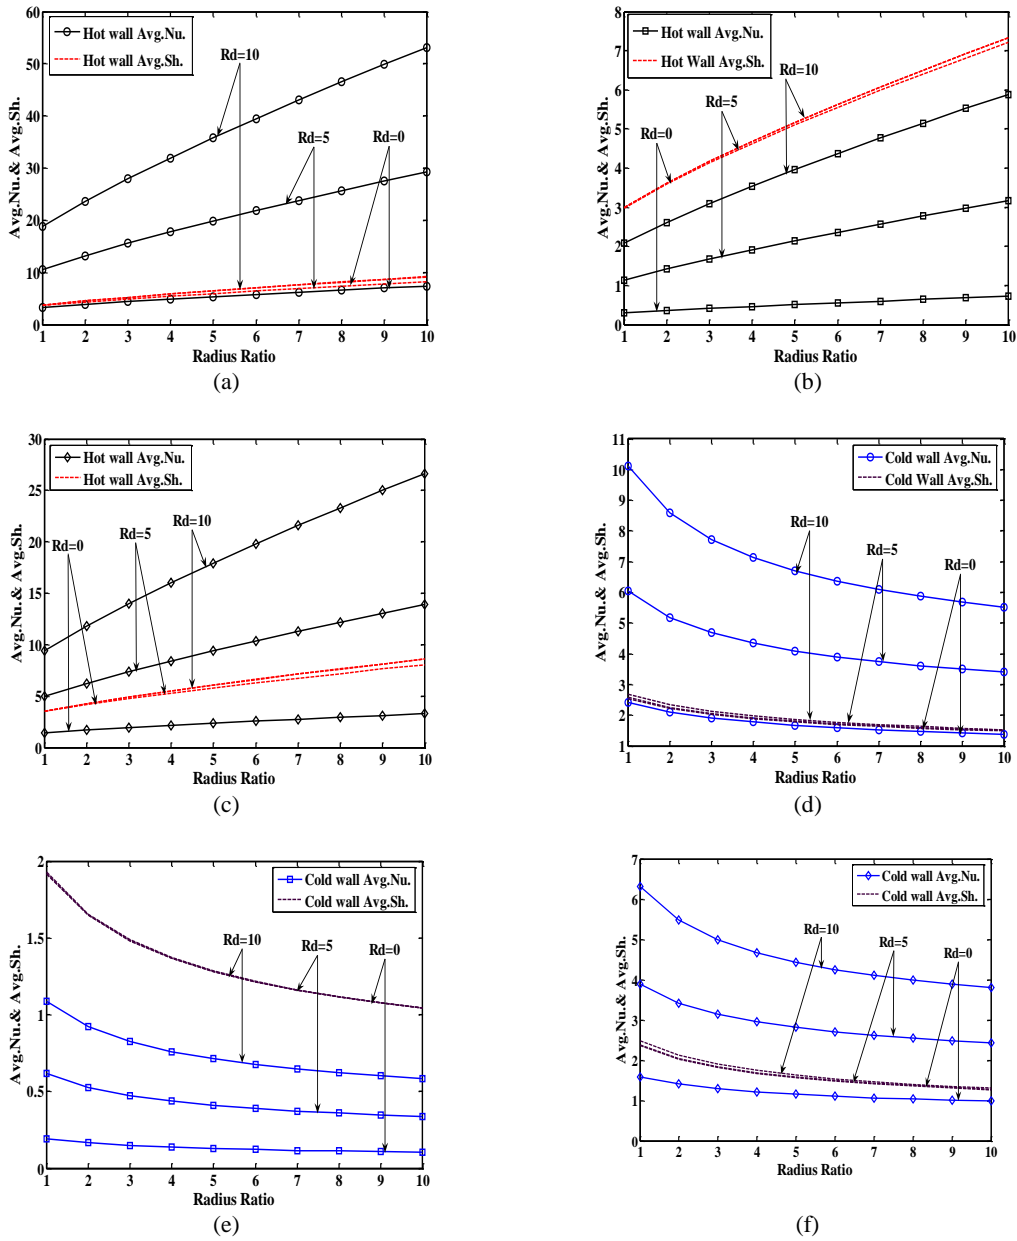 60
50
40
30
20
10
0
Avg.Nu.& Avg.Sh.
Hot wall Avg.Nu.
Hot wall Avg.Sh.
Rd=10
Rd=5
Rd=0
1 2 3 4 5 6 7 8 9 10
Radius Ratio
(a)
8
7
6
5
4
3
2
1
0
Avg.Nu.& Avg.Sh.
Hot wall Avg.Nu.
Hot Wall Avg.Sh.
Rd=10
Rd=5
Rd=0
1 2 3 4 5 6 7 8 9 10
Radius Ratio
(b)
30
25
20
15
10
5
0
Avg.Nu.& Avg.Sh.
Hot wall Avg.Nu.
Hot wall Avg.Sh.
Rd=10
Rd=5
Rd=0
1 2 3 4 5 6 7 8 9 10
Radius Ratio
(c)
11
10
9
8
7
6
5
4
3
2
1
Avg.Nu.& Avg.Sh.
Cold wall Avg.Nu.
Cold Wall Avg.Sh.
Rd=10
Rd=5
Rd=0
1 2 3 4 5 6 7 8 9 10
Radius Ratio
(d)
2
1.5
1
0.5
0
Avg.Nu.& Avg.Sh.
Cold wall Avg.Nu.
Cold wall Avg.Sh.
Rd=10
Rd=5
Rd=0
1 2 3 4 5 6 7 8 9 10
Radius Ratio
(e)
7
6
5
4
3
2
1
0
Avg.Nu.& Avg.Sh.
Cold wall Avg.Nu.
Cold wall Avg.Sh.
Rd=10
Rd=5
Rd=0
1 2 3 4 5 6 7 8 9 10
Radius Ratio
(f)